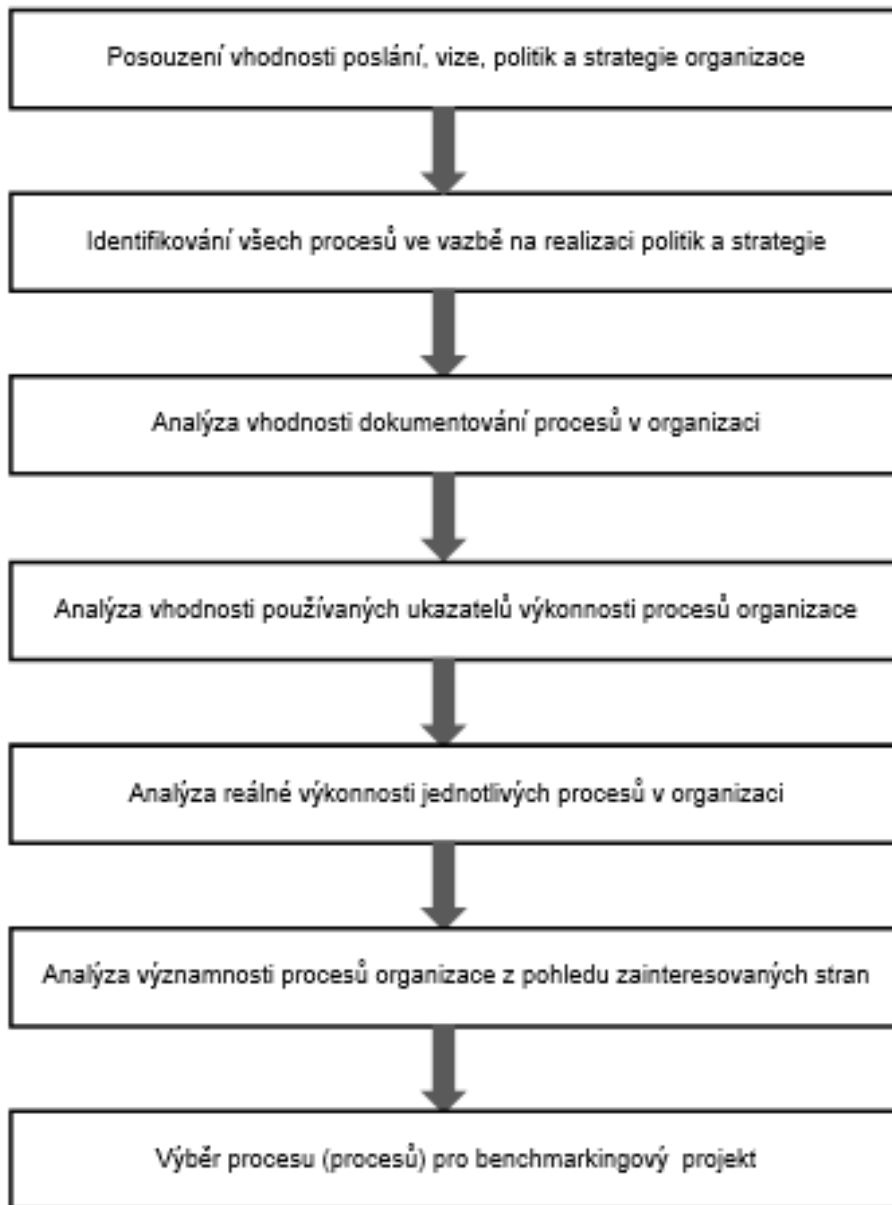 Posouzení vhodnosti poslání, vize, politik a strategie organizace
Identifikování všech procesů ve vazbě na realizaci politik a strategie
Analýza vhodnosti dokumentování procesů v organizaci
Analýza vhodnosti používaných ukazatelů výkonnosti procesů organizace
Analýza reálné výkonnosti jednotlivých procesů v organizaci
Analýza významnosti procesů organizace z pohledu zainteresovaných stran
Výběr procesu (procesů) pro benchmarkingový projekt